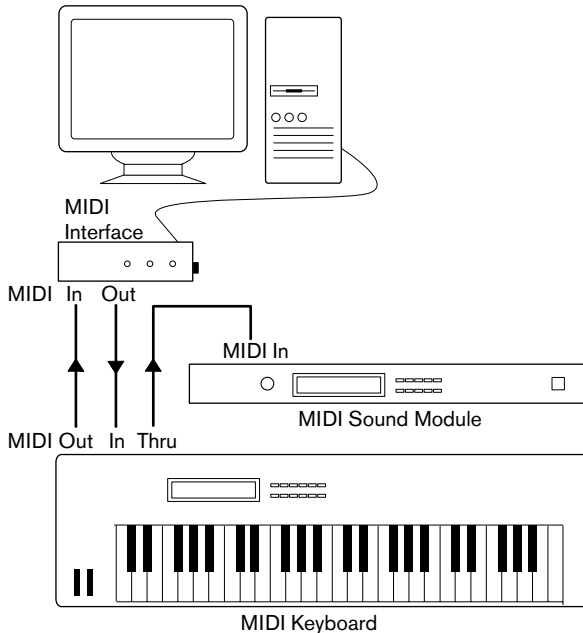 MIDI
Interface
MIDI In Out
MIDI In
MIDI Sound Module
MIDI Out In Thru
MIDI Keyboard